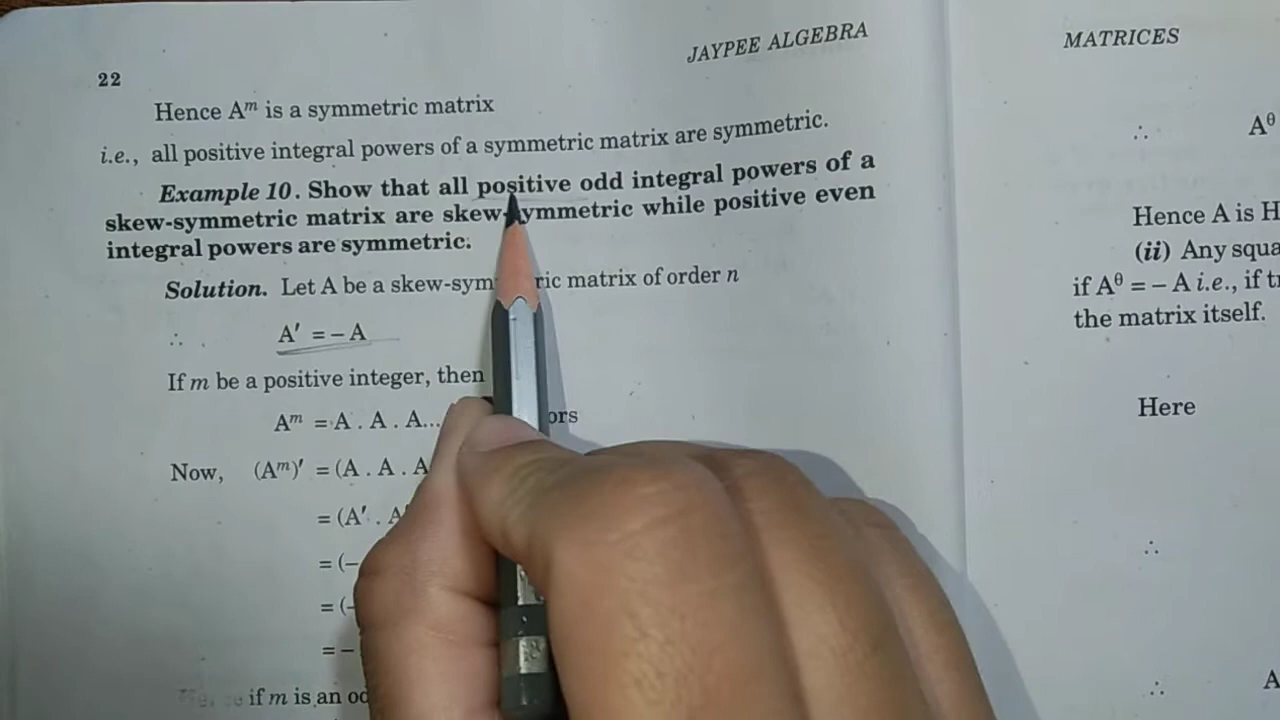 22
JAYPEE ALGEBRA
Hence Aᵐ is a symmetric matrix
i.e., all positive integral powers of a symmetric matrix are symmetric.
Example 10. Show that all positive odd integral powers of a
skew-symmetric matrix are skew-symmetric while positive even
integral powers are symmetric.
Solution. Let A be a skew-sym ric matrix of order n
∴ A′ = – A
If m be a positive integer, then
Aᵐ = A . A . A... ors
Now, (Aᵐ)′ = (A . A . A
= (A′ . A
= (–
= (–
= –
if m is an od
MATRICES
∴ Aᶿ
Hence A is H
(ii) Any squa
if Aᶿ = – A i.e., if t
the matrix itself.
Here
∴
∴ A